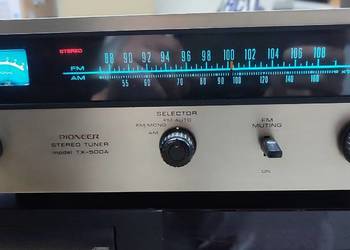 STEREO
88 90 92 94 96 98 100 102 104 106 108
FM
AM
55 60 70 80 90 100 120 140 160
SELECTOR
FM AUTO
FM MONO
AM
FM
MUTING
ON
PIONEER
STEREO TUNER
model TX-500A